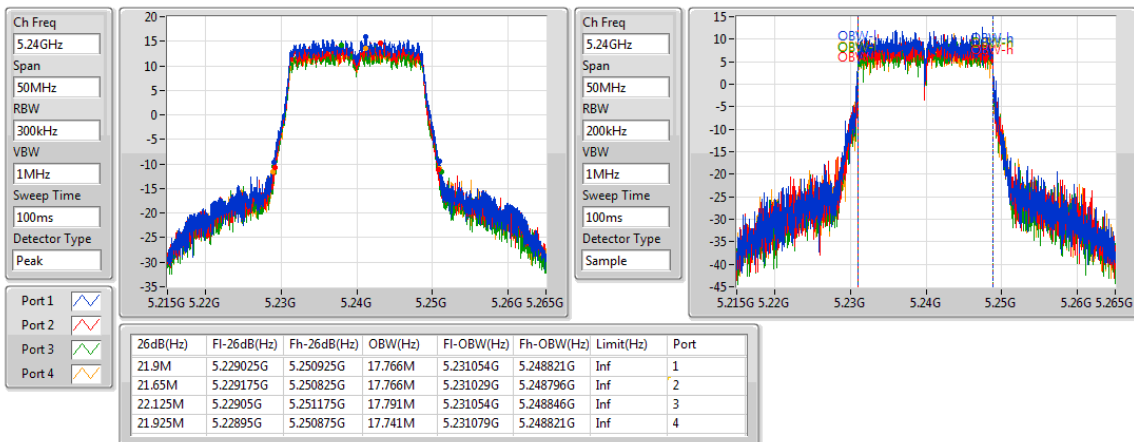 Ch Freq
5.24GHz
Span
50MHz
RBW
300kHz
VBW
1MHz
Sweep Time
100ms
Detector Type
Peak
20
15
10
5
0
-5
-10
-15
-20
-25
-30
-35
5.215G 5.22G 5.23G 5.24G 5.25G 5.26G 5.265G
Ch Freq
5.24GHz
Span
50MHz
RBW
200kHz
VBW
1MHz
Sweep Time
100ms
Detector Type
Sample
15
10
5
0
-5
-10
-15
-20
-25
-30
-35
-40
-45
OBW-l OBW-h
5.215G 5.22G 5.23G 5.24G 5.25G 5.26G 5.265G
Port 1
Port 2
Port 3
Port 4
26dB(Hz) Fl-26dB(Hz) Fh-26dB(Hz) OBW(Hz) Fl-OBW(Hz) Fh-OBW(Hz) Limit(Hz) Port
21.9M 5.229025G 5.250925G 17.766M 5.231054G 5.248821G Inf 1
21.65M 5.229175G 5.250825G 17.766M 5.231029G 5.248796G Inf 2
22.125M 5.22905G 5.251175G 17.791M 5.231054G 5.248846G Inf 3
21.925M 5.22895G 5.250875G 17.741M 5.231079G 5.248821G Inf 4